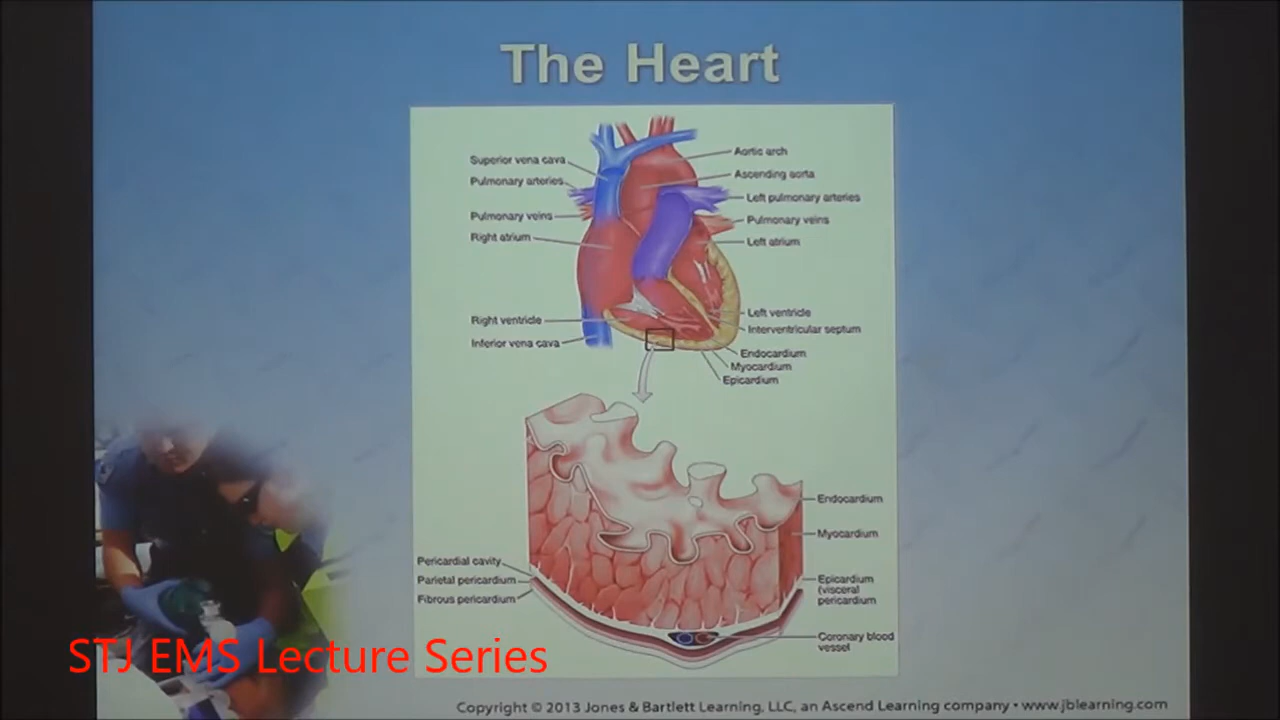 The Heart
Superior vena cava
Pulmonary arteries
Pulmonary veins
Right atrium
Right ventricle
Inferior vena cava
Aortic arch
Ascending aorta
Left pulmonary arteries
Pulmonary veins
Left atrium
Left ventricle
Interventricular septum
Endocardium
Myocardium
Epicardium
Endocardium
Myocardium
Pericardial cavity
Parietal pericardium
Fibrous pericardium
Epicardium
(visceral
pericardium
Coronary blood
vessel
STJ EMS Lecture Series
Copyright © 2013 Jones & Bartlett Learning, LLC, an Ascend Learning company • www.jblearning.com